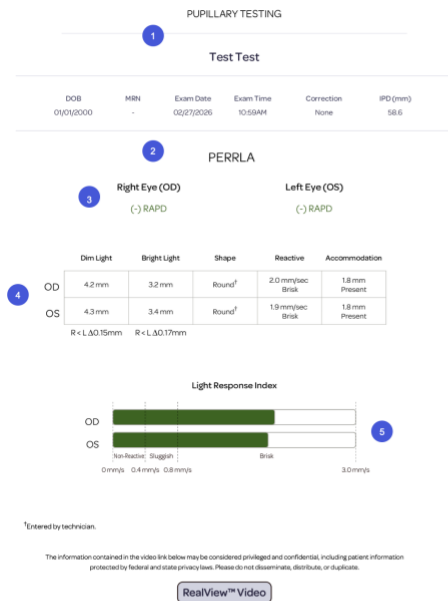 PUPILLARY TESTING
1
Test Test
DOB MRN Exam Date Exam Time Correction IPD (mm)
01/01/2000 - 02/27/2026 10:59AM None 58.6
2
PERRLA
Right Eye (OD) Left Eye (OS)
3
(-) RAPD (-) RAPD
Dim Light Bright Light Shape Reactive Accommodation
4
OD 4.2 mm 3.2 mm Round† 2.0 mm/sec Brisk 1.8 mm Present
OS 4.3 mm 3.4 mm Round† 1.9 mm/sec Brisk 1.8 mm Present
R < L Δ0.15mm R < L Δ0.17mm
Light Response Index
OD
5
OS
Non-Reactive Sluggish Brisk
0 mm/s 0.4 mm/s 0.8 mm/s 3.0 mm/s
†Entered by technician.
The information contained in the video link below may be considered privileged and confidential, including patient information
protected by federal and state privacy laws. Please do not disseminate, distribute, or duplicate.
RealView™ Video